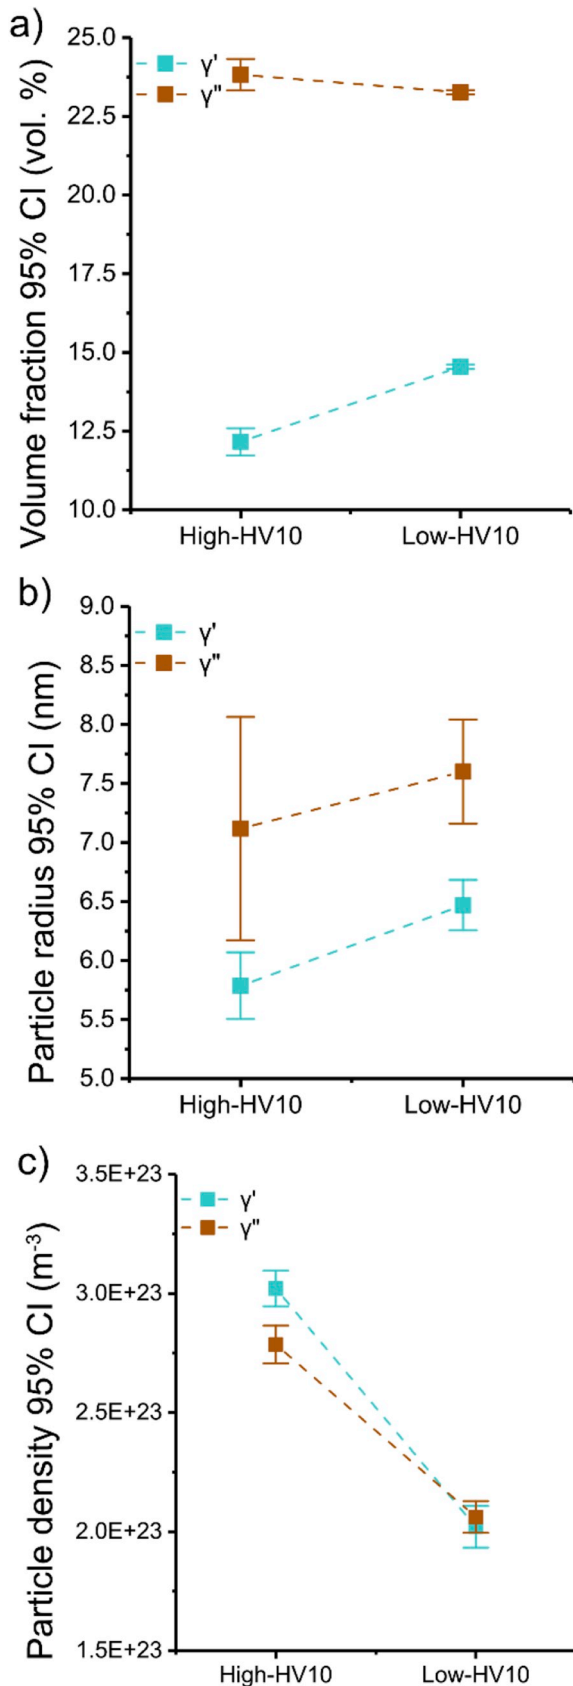 a)
Volume fraction 95% CI (vol. %)
25.0
22.5
20.0
17.5
15.0
12.5
10.0
γ'
γ"
High-HV10
Low-HV10
b)
Particle radius 95% CI (nm)
9.0
8.5
8.0
7.5
7.0
6.5
6.0
5.5
5.0
γ'
γ"
High-HV10
Low-HV10
c)
Particle density 95% CI (m⁻³)
3.5E+23
3.0E+23
2.5E+23
2.0E+23
1.5E+23
γ'
γ"
High-HV10
Low-HV10